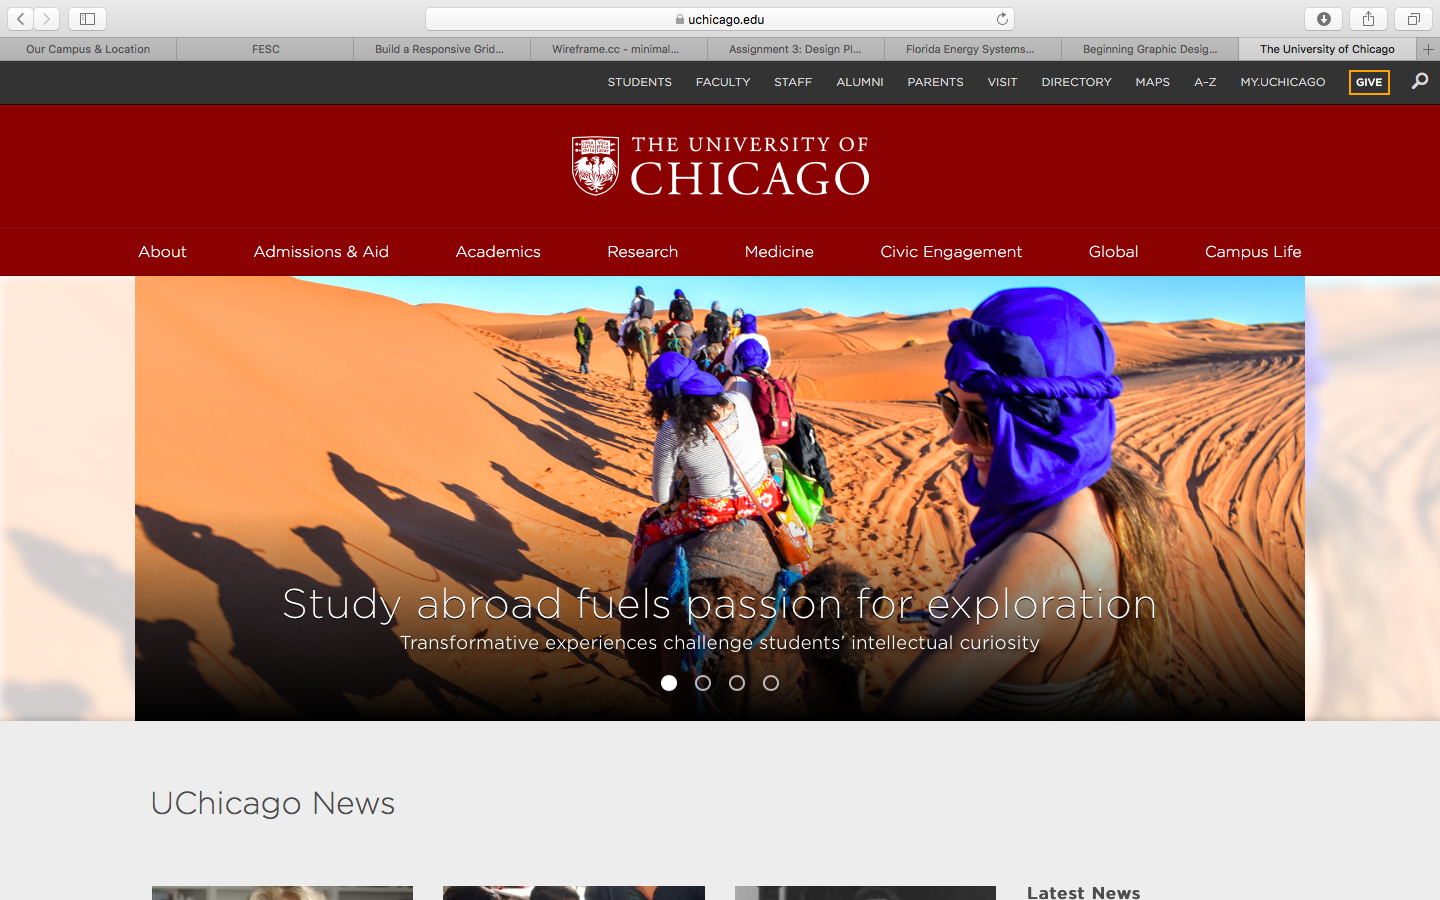 uchicago.edu
Our Campus & Location
FESC
Build a Responsive Grid...
Wireframe.cc - minimal...
Assignment 3: Design Pl...
Florida Energy Systems...
Beginning Graphic Desig...
The University of Chicago
STUDENTS FACULTY STAFF ALUMNI PARENTS VISIT DIRECTORY MAPS A–Z MY.UCHICAGO GIVE
THE UNIVERSITY OF
CHICAGO
About Admissions & Aid Academics Research Medicine Civic Engagement Global Campus Life
Study abroad fuels passion for exploration
Transformative experiences challenge students’ intellectual curiosity
UChicago News
Latest News